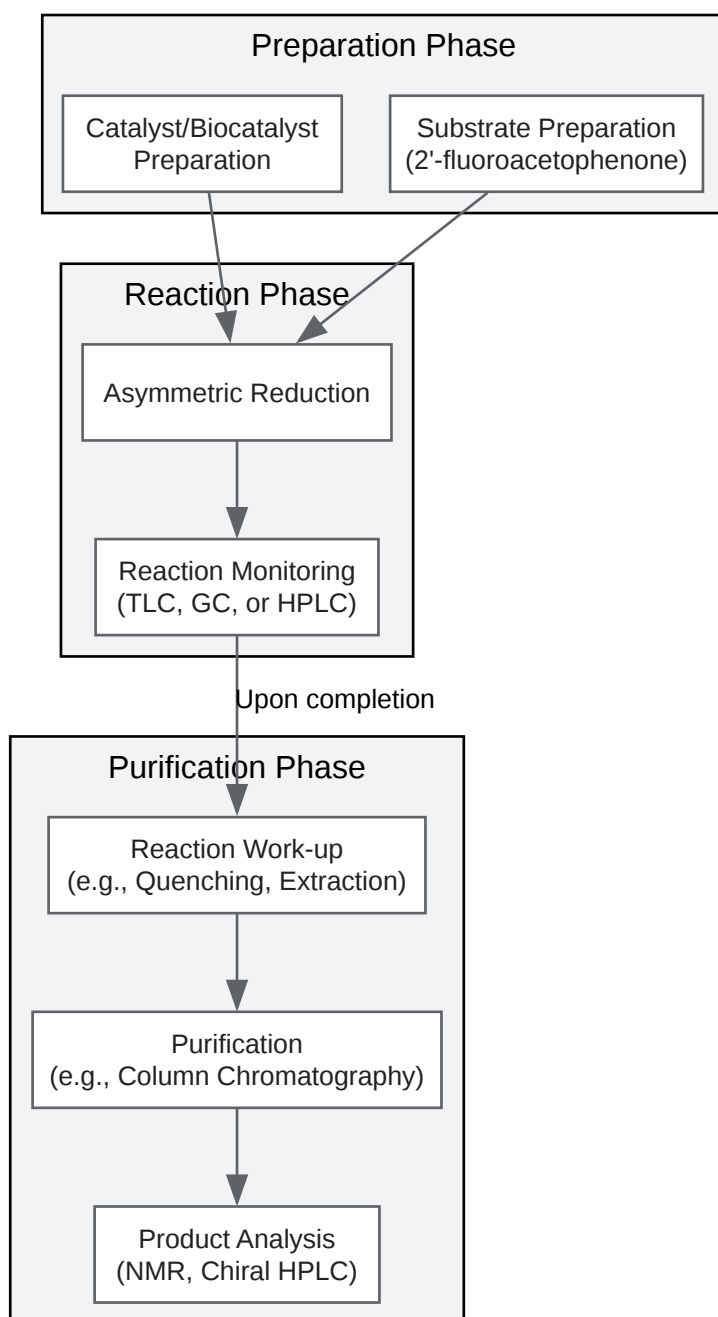 Preparation Phase
Catalyst/Biocatalyst
Preparation
Substrate Preparation
(2'-fluoroacetophenone)
Reaction Phase
Asymmetric Reduction
Reaction Monitoring
(TLC, GC, or HPLC)
Upon completion
Purification Phase
Reaction Work-up
(e.g., Quenching, Extraction)
Purification
(e.g., Column Chromatography)
Product Analysis
(NMR, Chiral HPLC)